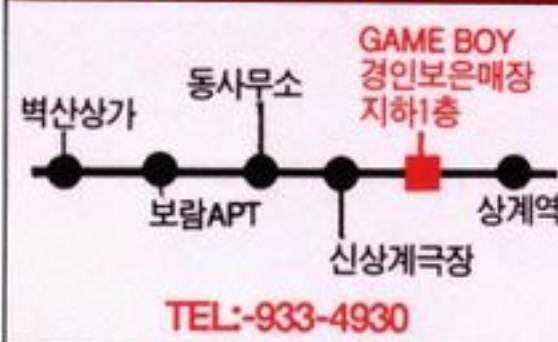 GAME BOY
경인보은매장
지하1층
동사무소
벽산상가
보람APT
상계역
신상계극장
TEL:-933-4930